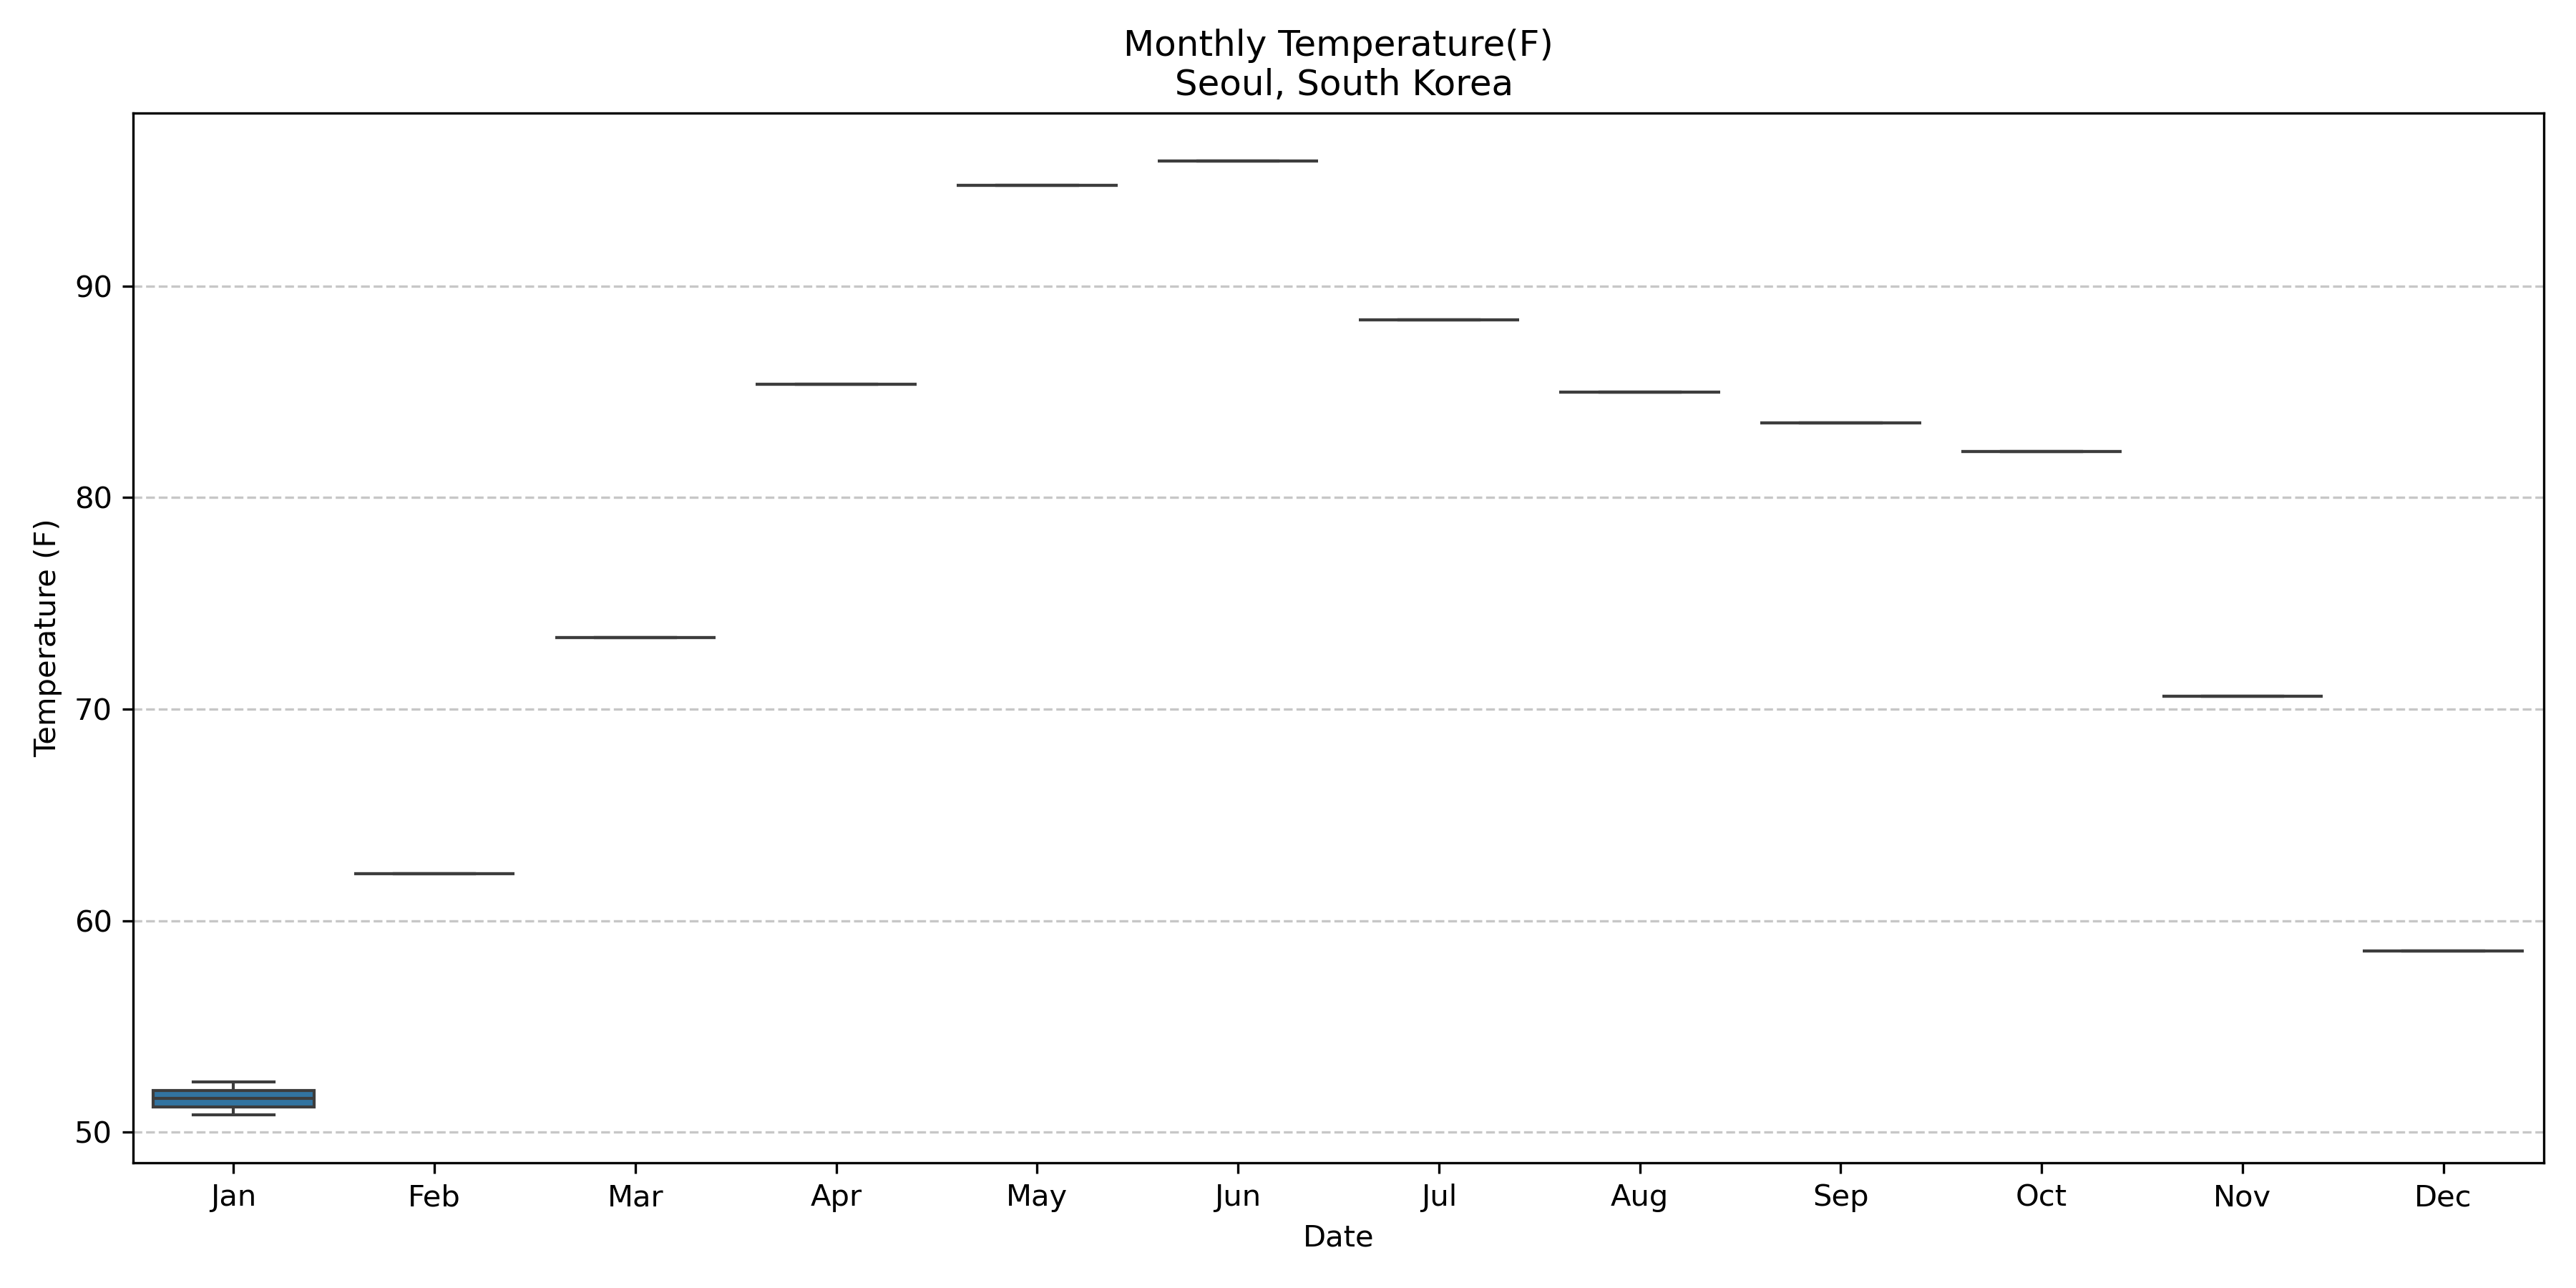 Monthly Temperature(F)
Seoul, South Korea
Temperature (F)
90
80
70
60
50
Jan Feb Mar Apr May Jun Jul Aug Sep Oct Nov Dec
Date